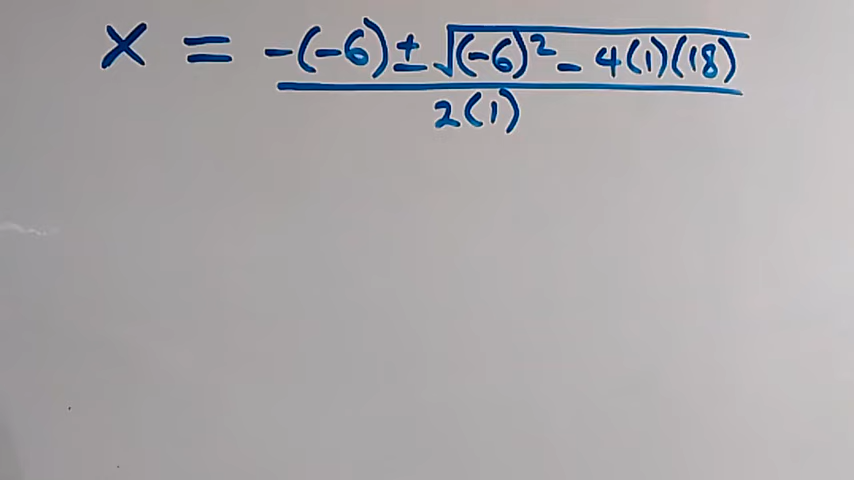 x = -(-6) ± √(-6)² - 4(1)(18)
2(1)